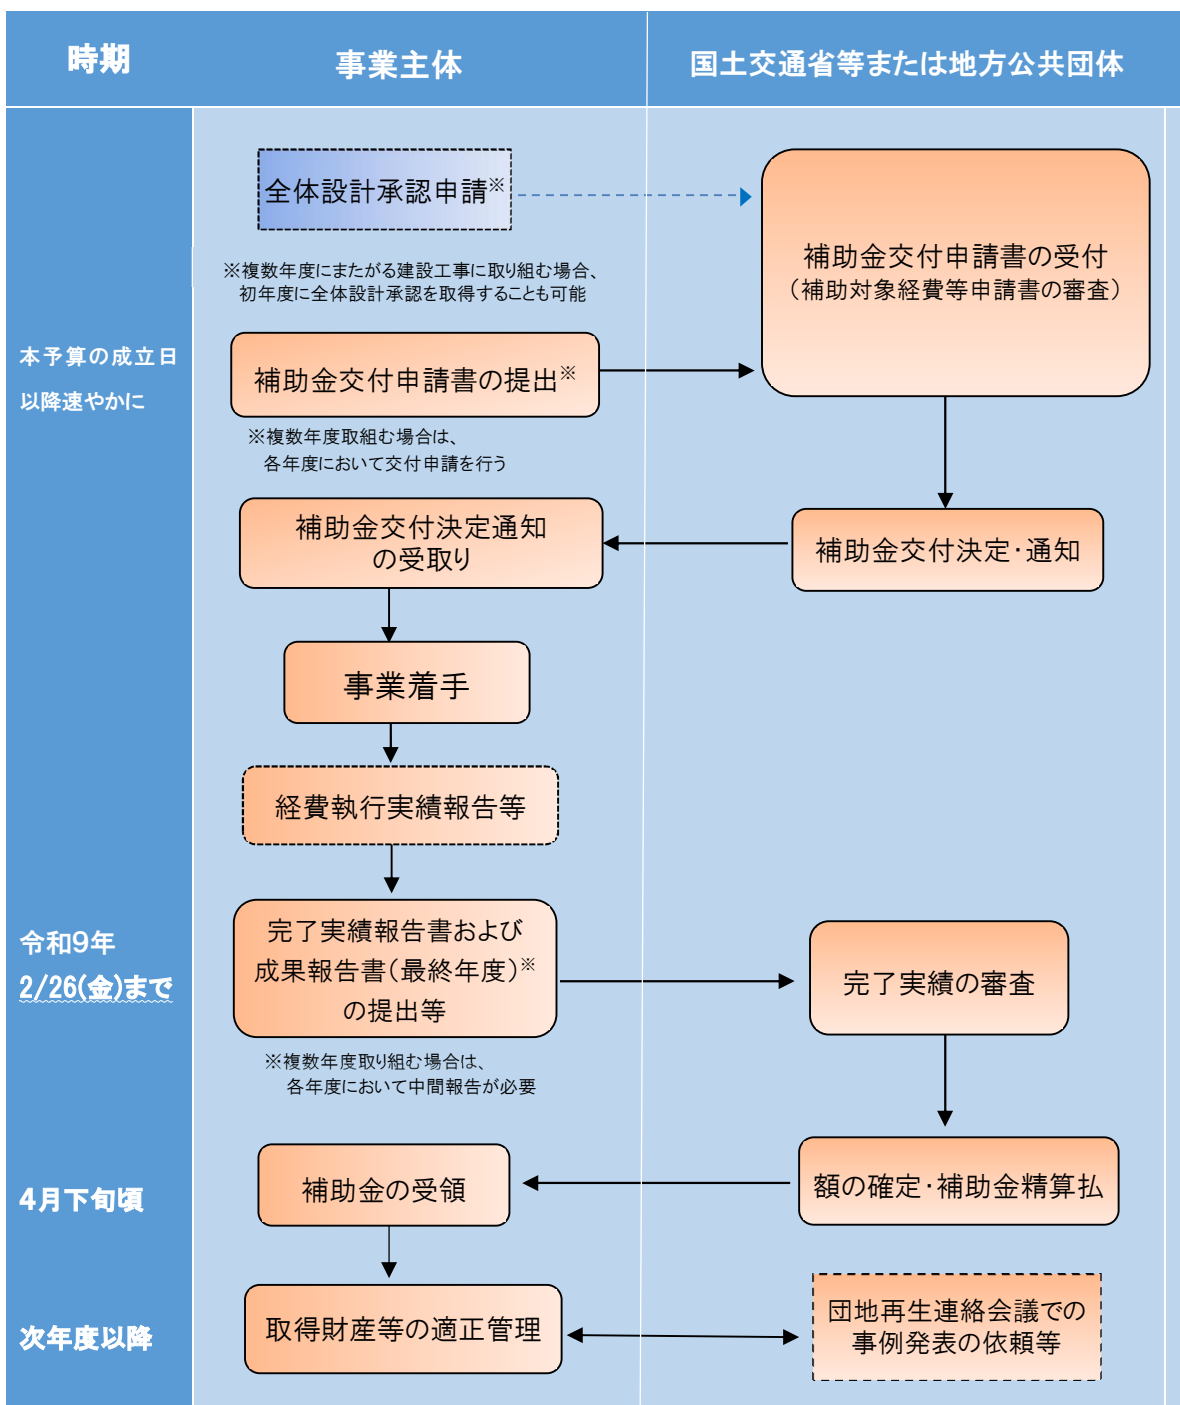 時期
事業主体
国土交通省等または地方公共団体
全体設計承認申請※
※複数年度にまたがる建設工事に取り組む場合、
初年度に全体設計承認を取得することも可能
補助金交付申請書の受付
（補助対象経費等申請書の審査）
本予算の成立日
以降速やかに
補助金交付申請書の提出※
※複数年度取組む場合は、
各年度において交付申請を行う
補助金交付決定通知
の受取り
補助金交付決定・通知
事業着手
経費執行実績報告等
令和9年
2/26(金)まで
完了実績報告書および
成果報告書（最終年度）※
の提出等
完了実績の審査
※複数年度取り組む場合は、
各年度において中間報告が必要
4月下旬頃
補助金の受領
額の確定・補助金精算払
次年度以降
取得財産等の適正管理
団地再生連絡会議での
事例発表の依頼等